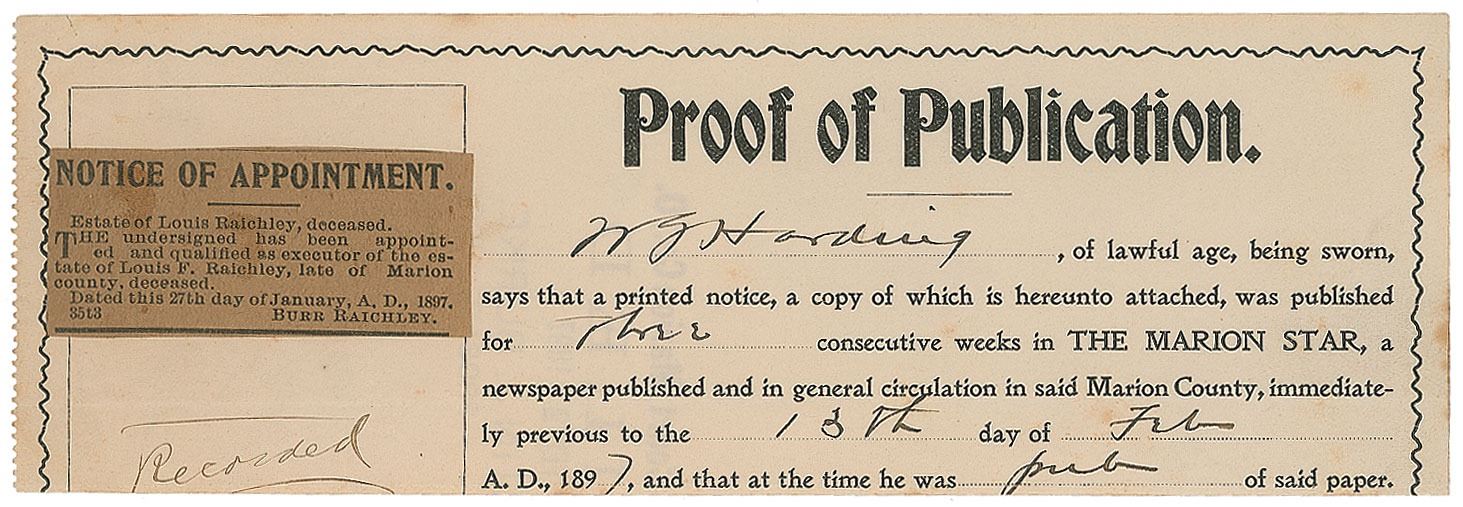 NOTICE OF APPOINTMENT.
Estate of Louis Raichley, deceased.
THE undersigned has been appoint-
ed and qualified as executor of the es-
tate of Louis F. Raichley, late of Marion
county, deceased.
Dated this 27th day of January, A. D., 1897.
35t3 BURR RAICHLEY.
Recorded
Proof of Publication.
W G Harding, of lawful age, being sworn,
says that a printed notice, a copy of which is hereunto attached, was published
for three consecutive weeks in THE MARION STAR, a
newspaper published and in general circulation in said Marion County, immediate-
ly previous to the 13th day of Feb
A. D., 1897, and that at the time he was pub of said paper.